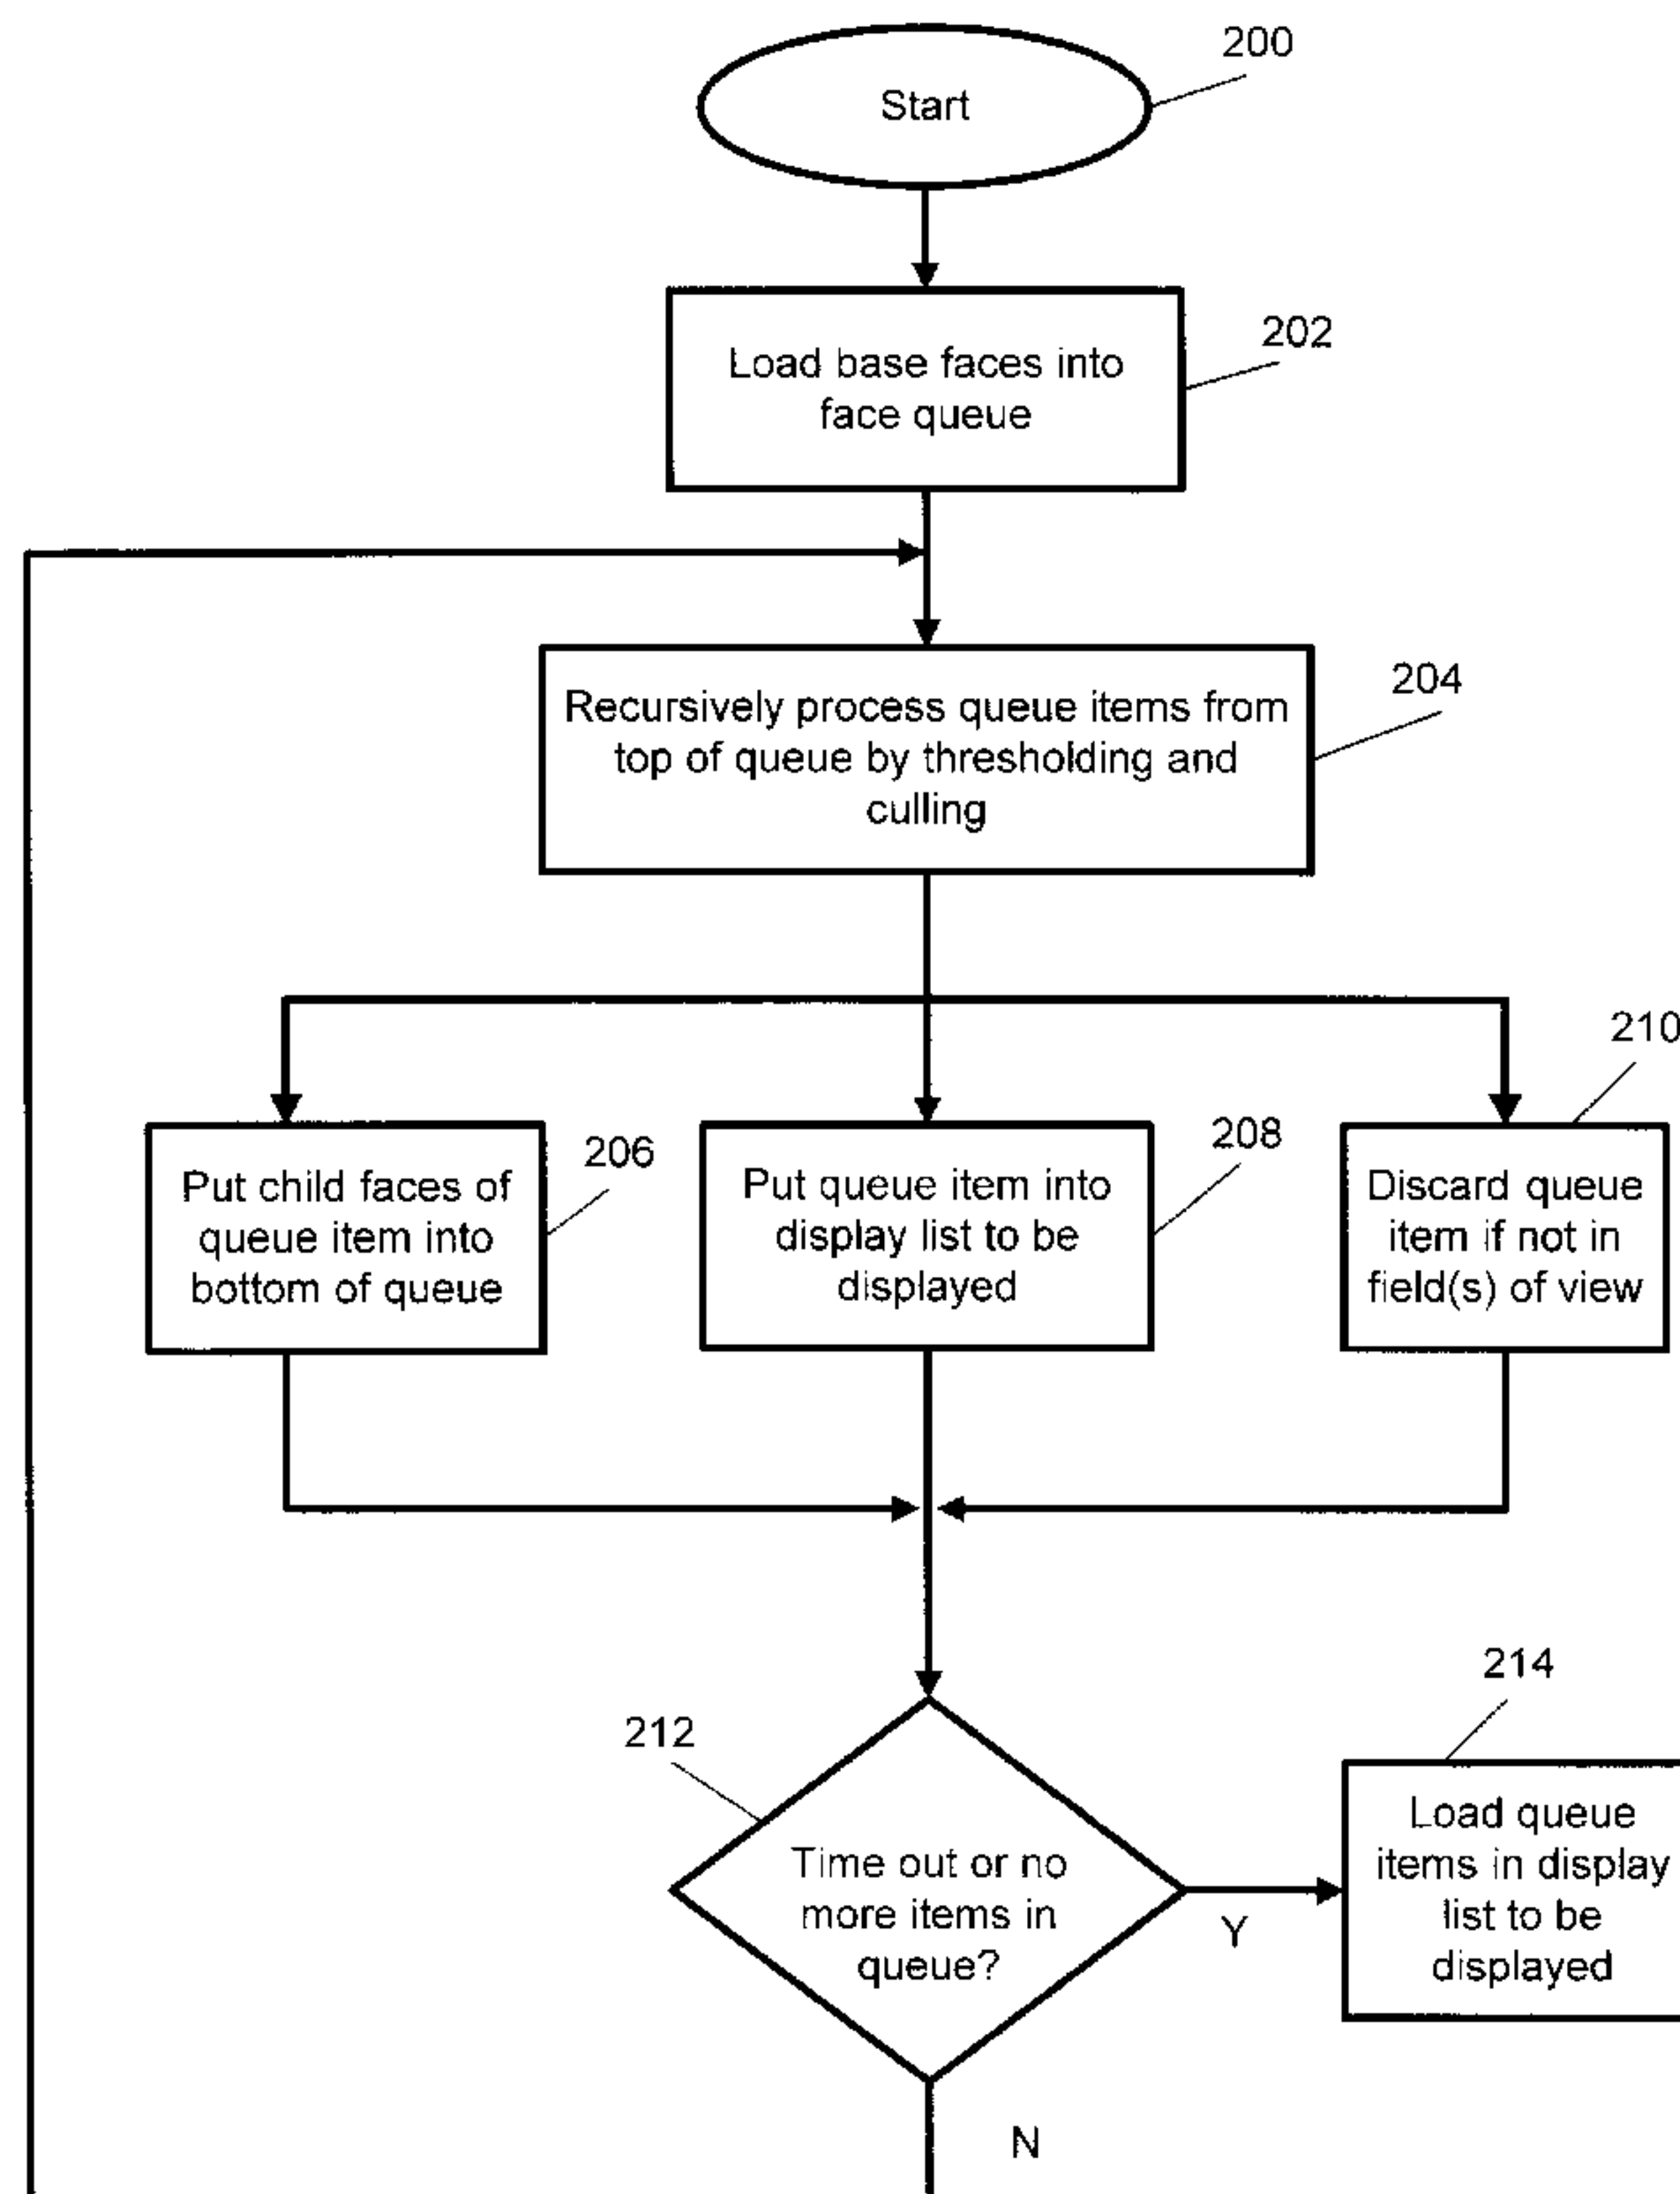 200
Start
202
Load base faces into
face queue
204
Recursively process queue items from
top of queue by thresholding and
culling
210
206
208
Put child faces of
queue item into
bottom of queue
Put queue item into
display list to be
displayed
Discard queue
item if not in
field(s) of view
214
212
Load queue
items in display
list to be
displayed
Time out or no
more items in
queue?
Y
N